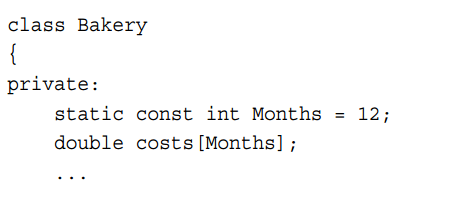 class Bakery
{
private:
    static const int Months = 12;
    double costs[Months];
    ...